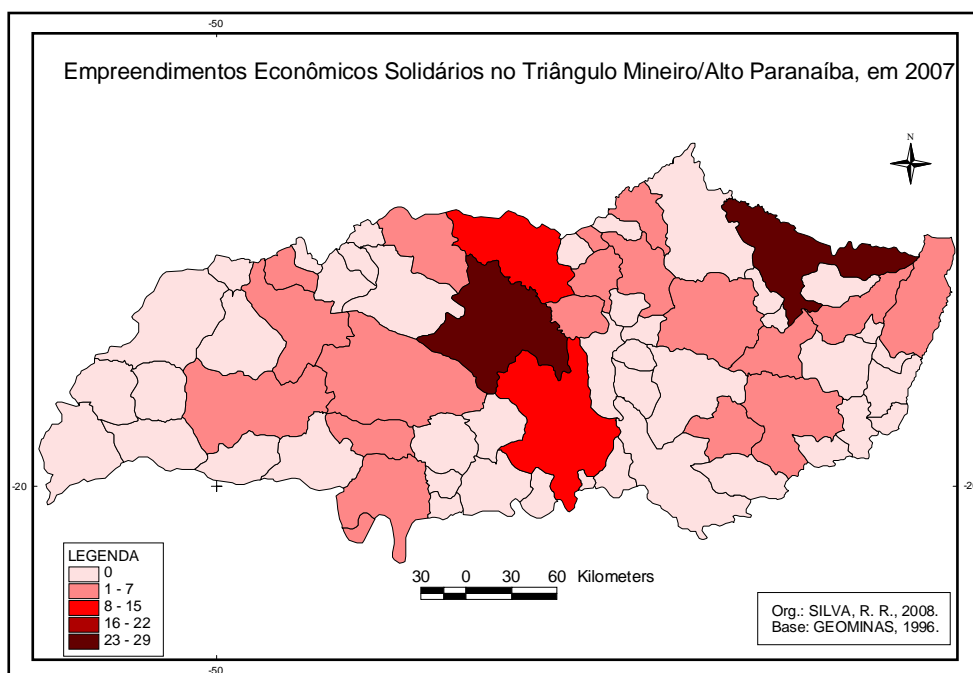 -50
Empreendimentos Econômicos Solidários no Triângulo Mineiro/Alto Paranaíba, em 2007
N
-20
-20
LEGENDA
0
1 - 7
8 - 15
16 - 22
23 - 29
30 0 30 60 Kilometers
Org.: SILVA, R. R., 2008.
Base: GEOMINAS, 1996.
-50